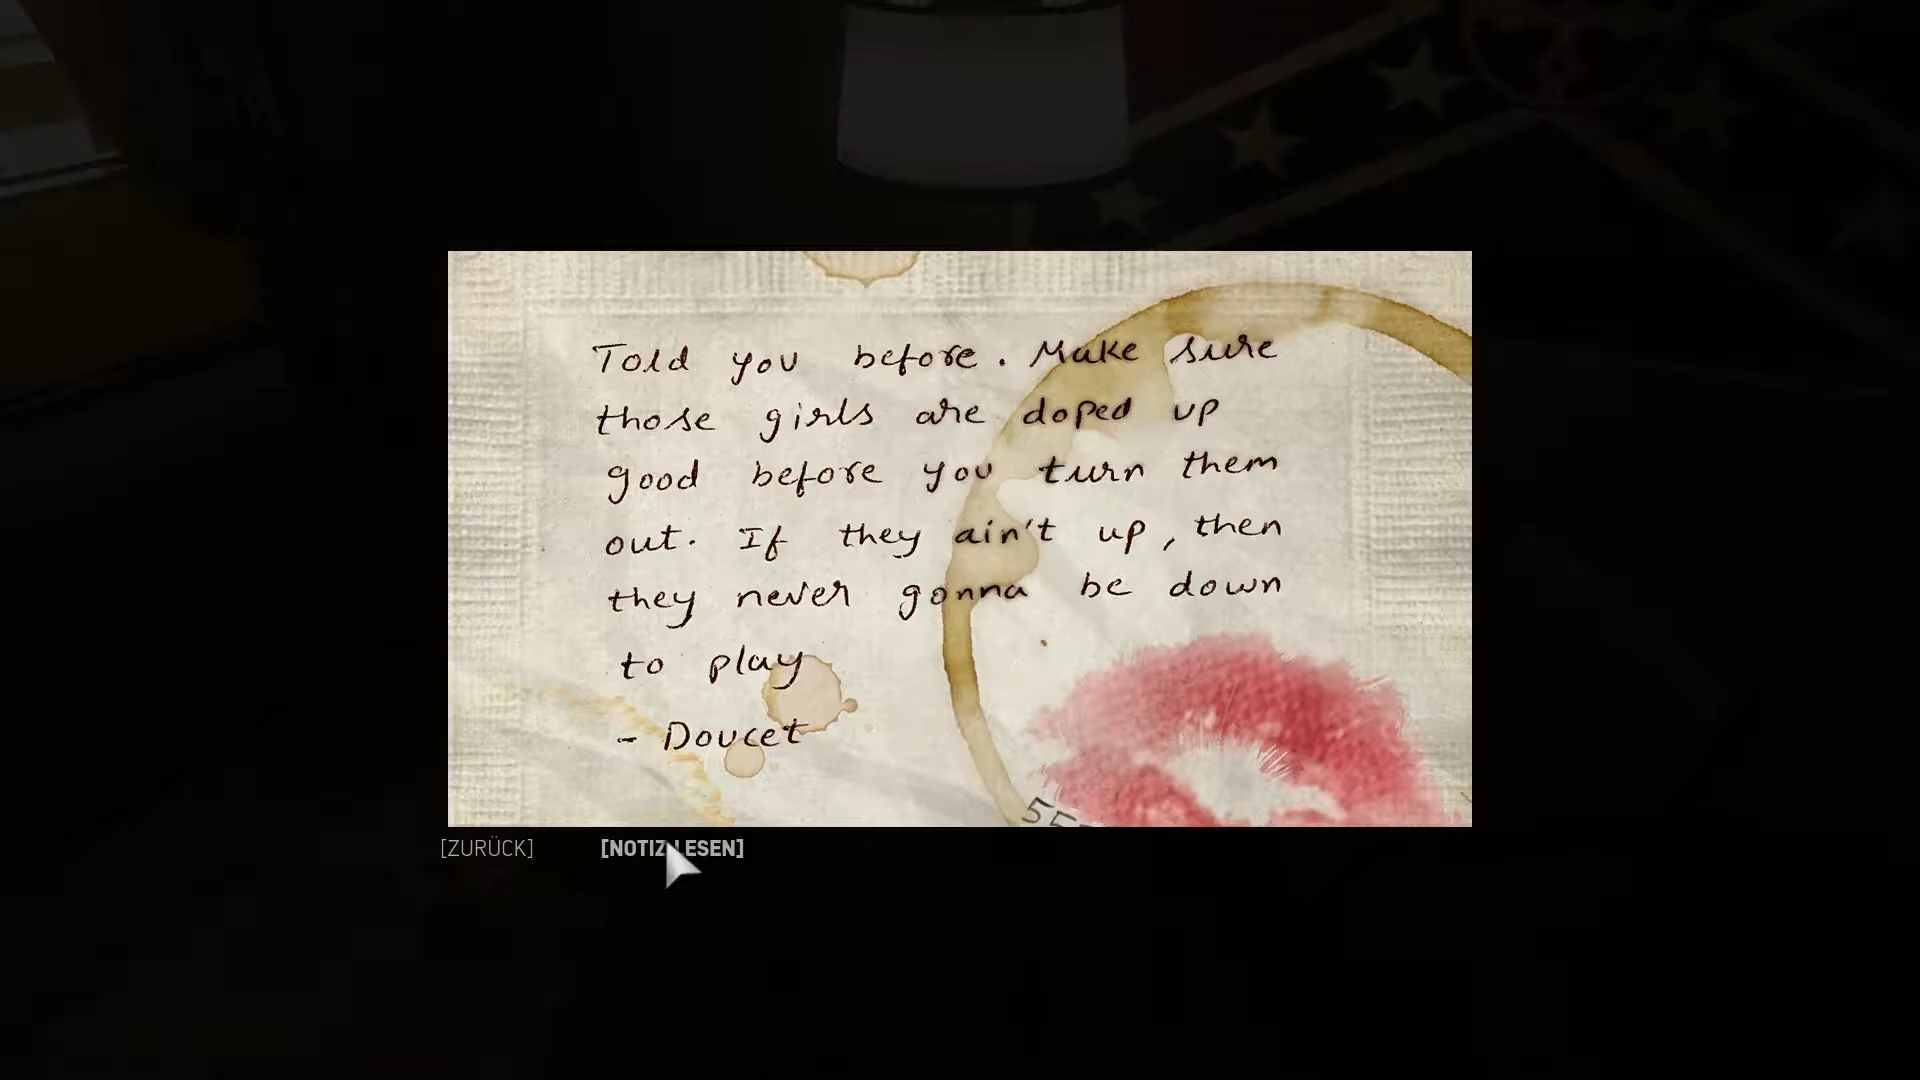 Told you before. Make sure
those girls are doped up
good before you turn them
out. If they ain't up, then
they never gonna be down
to play
- Doucet
[ZURÜCK] [NOTIZ LESEN]